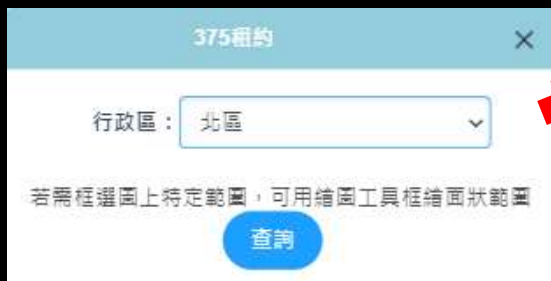 375租約
行政區：北區
若需框選圖上特定範圍，可用繪圖工具框繪面狀範圍
查詢